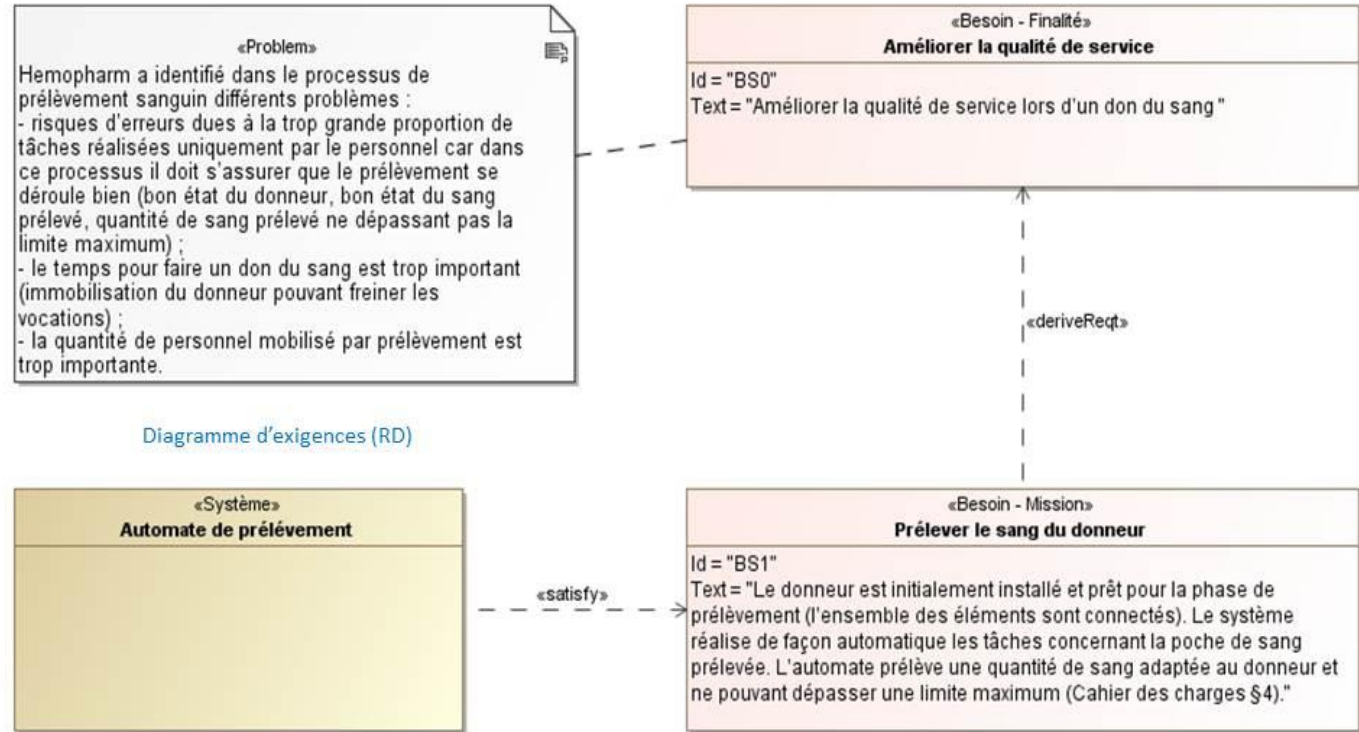 «Problem»
Hemopharm a identifié dans le processus de
prélèvement sanguin différents problèmes :
- risques d'erreurs dues à la trop grande proportion de
tâches réalisées uniquement par le personnel car dans
ce processus il doit s'assurer que le prélèvement se
déroule bien (bon état du donneur, bon état du sang
prélevé, quantité de sang prélevé ne dépassant pas la
limite maximum) ;
- le temps pour faire un don du sang est trop important
(immobilisation du donneur pouvant freiner les
vocations) ;
- la quantité de personnel mobilisé par prélèvement est
trop importante.
«Besoin - Finalité»
Améliorer la qualité de service
Id = "BS0"
Text = "Améliorer la qualité de service lors d'un don du sang "
«deriveReqt»
Diagramme d'exigences (RD)
«Système»
Automate de prélévement
«satisfy»
«Besoin - Mission»
Prélever le sang du donneur
Id = "BS1"
Text = "Le donneur est initialement installé et prêt pour la phase de
prélèvement (l'ensemble des éléments sont connectés). Le système
réalise de façon automatique les tâches concernant la poche de sang
prélevée. L'automate prélève une quantité de sang adaptée au donneur et
ne pouvant dépasser une limite maximum (Cahier des charges §4)."